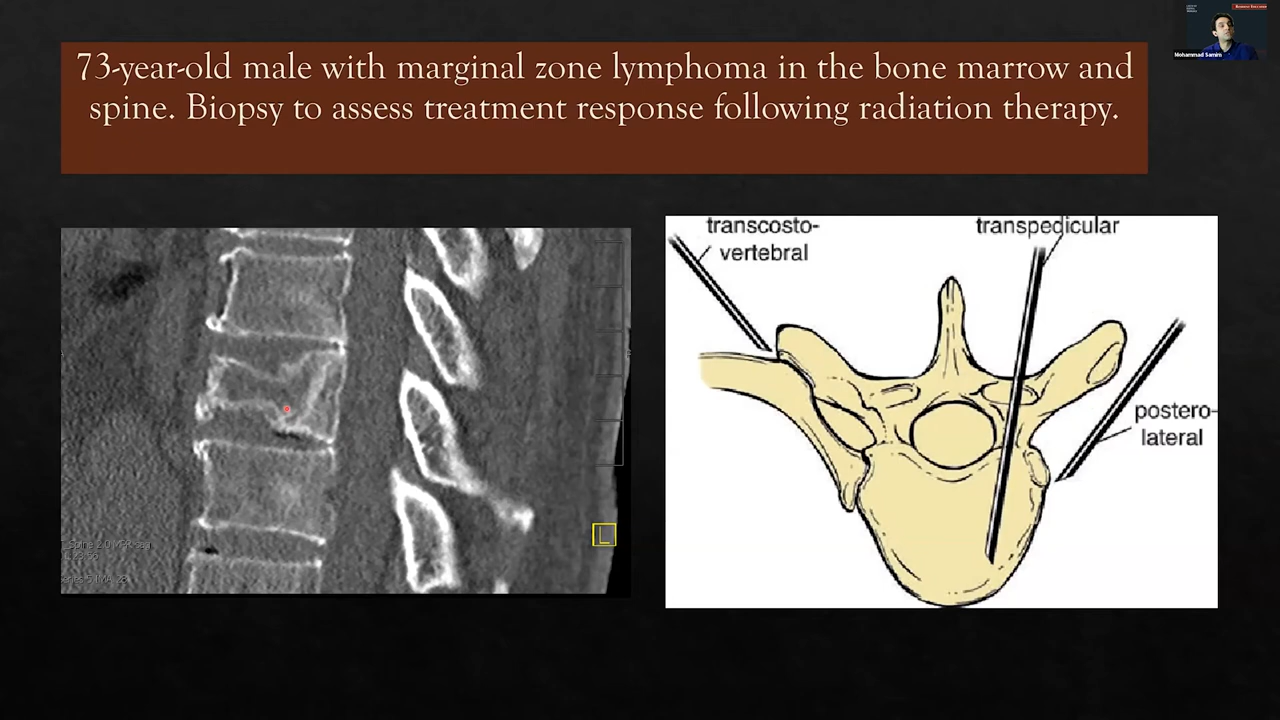 73-year-old male with marginal zone lymphoma in the bone marrow and
spine. Biopsy to assess treatment response following radiation therapy.
transcosto-
vertebral
transpedicular
postero-
lateral
L
Mohammad Samim